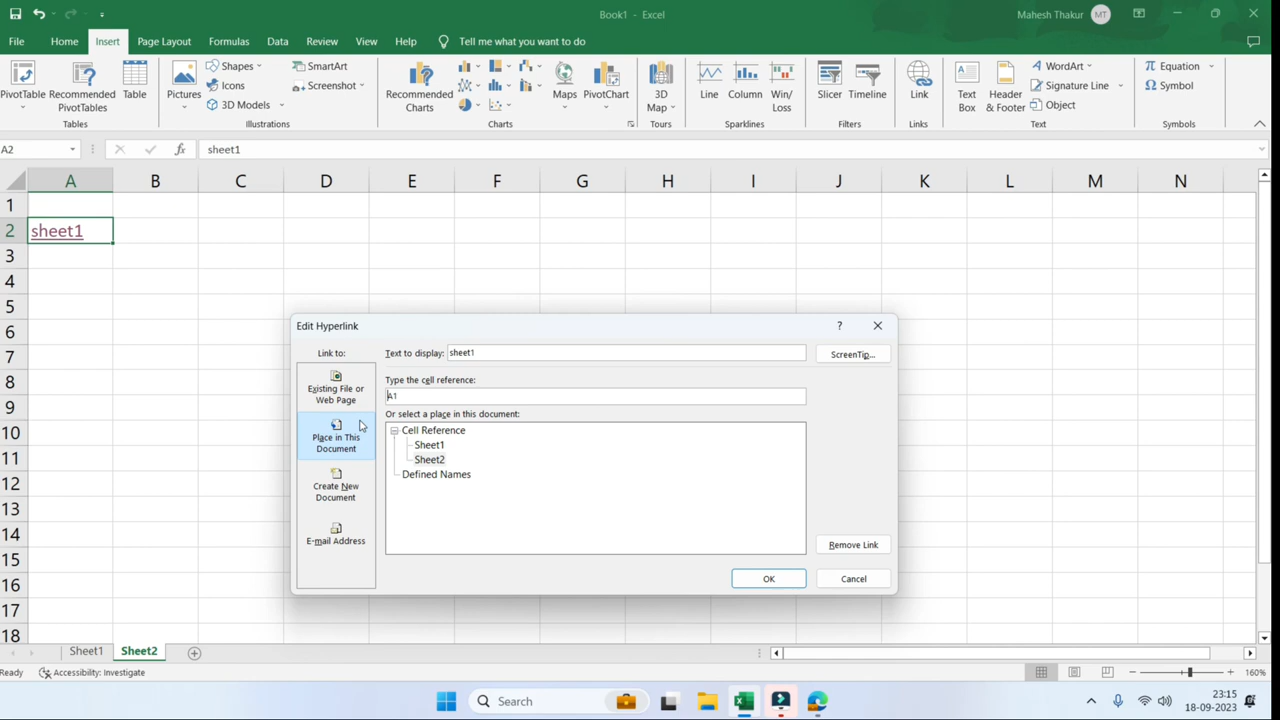 Book1 - Excel
Mahesh Thakur
MT
File Home Insert Page Layout Formulas Data Review View Help Tell me what you want to do
PivotTable
Recommended PivotTables
Table
Tables
Pictures
Shapes
Icons
3D Models
SmartArt
Screenshot
Illustrations
Recommended Charts
Maps
PivotChart
Charts
3D Map
Tours
Line
Column
Win/Loss
Sparklines
Slicer
Timeline
Filters
Link
Links
Text Box
Header & Footer
WordArt
Signature Line
Object
Text
Equation
Symbol
Symbols
A2 fx sheet1
A B C D E F G H I J K L M N
1
2 sheet1
3
4
5
6
7
8
9
10
11
12
13
14
15
16
17
18
Edit Hyperlink ?
Link to:
Existing File or Web Page
Place in This Document
Create New Document
E-mail Address
Text to display: sheet1
ScreenTip...
Type the cell reference:
A1
Or select a place in this document:
Cell Reference
Sheet1
Sheet2
Defined Names
Remove Link
OK Cancel
Sheet1 Sheet2
Ready Accessibility: Investigate 160%
Search
23:15
18-09-2023